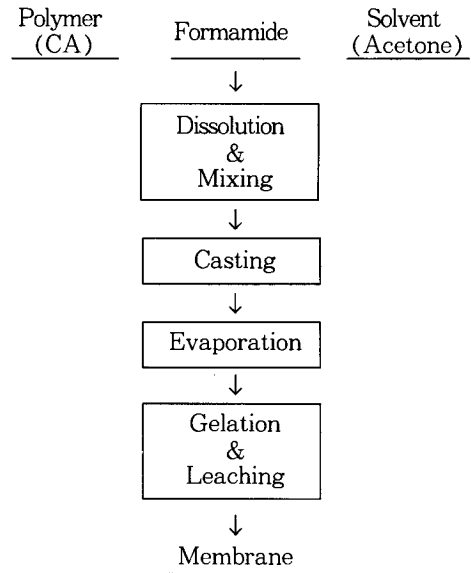 Polymer
(CA)
Formamide
Solvent
(Acetone)
↓
Dissolution
&
Mixing
↓
Casting
↓
Evaporation
↓
Gelation
&
Leaching
↓
Membrane